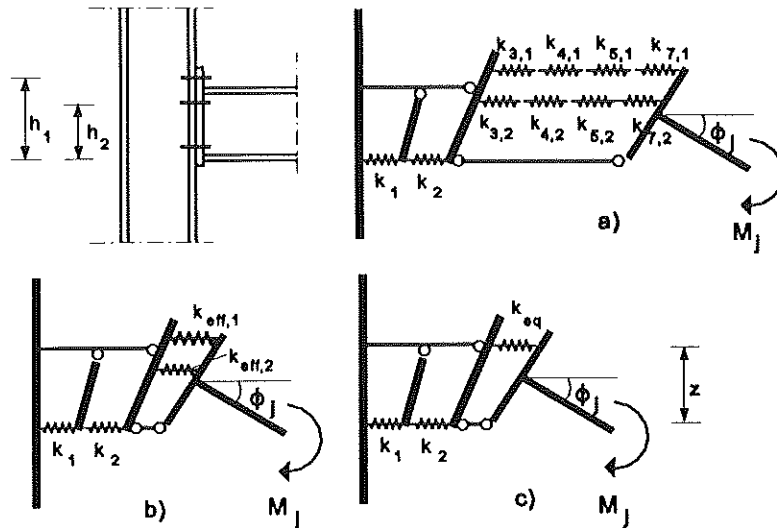 h1
h2
k3,1 k4,1 k5,1 k7,1
k3,2 k4,2 k5,2 k7,2
k1 k2
ϕj
Mj
a)
keff,1
keff,2
k1 k2
ϕj
Mj
b)
keq
k1 k2
ϕj
z
Mj
c)